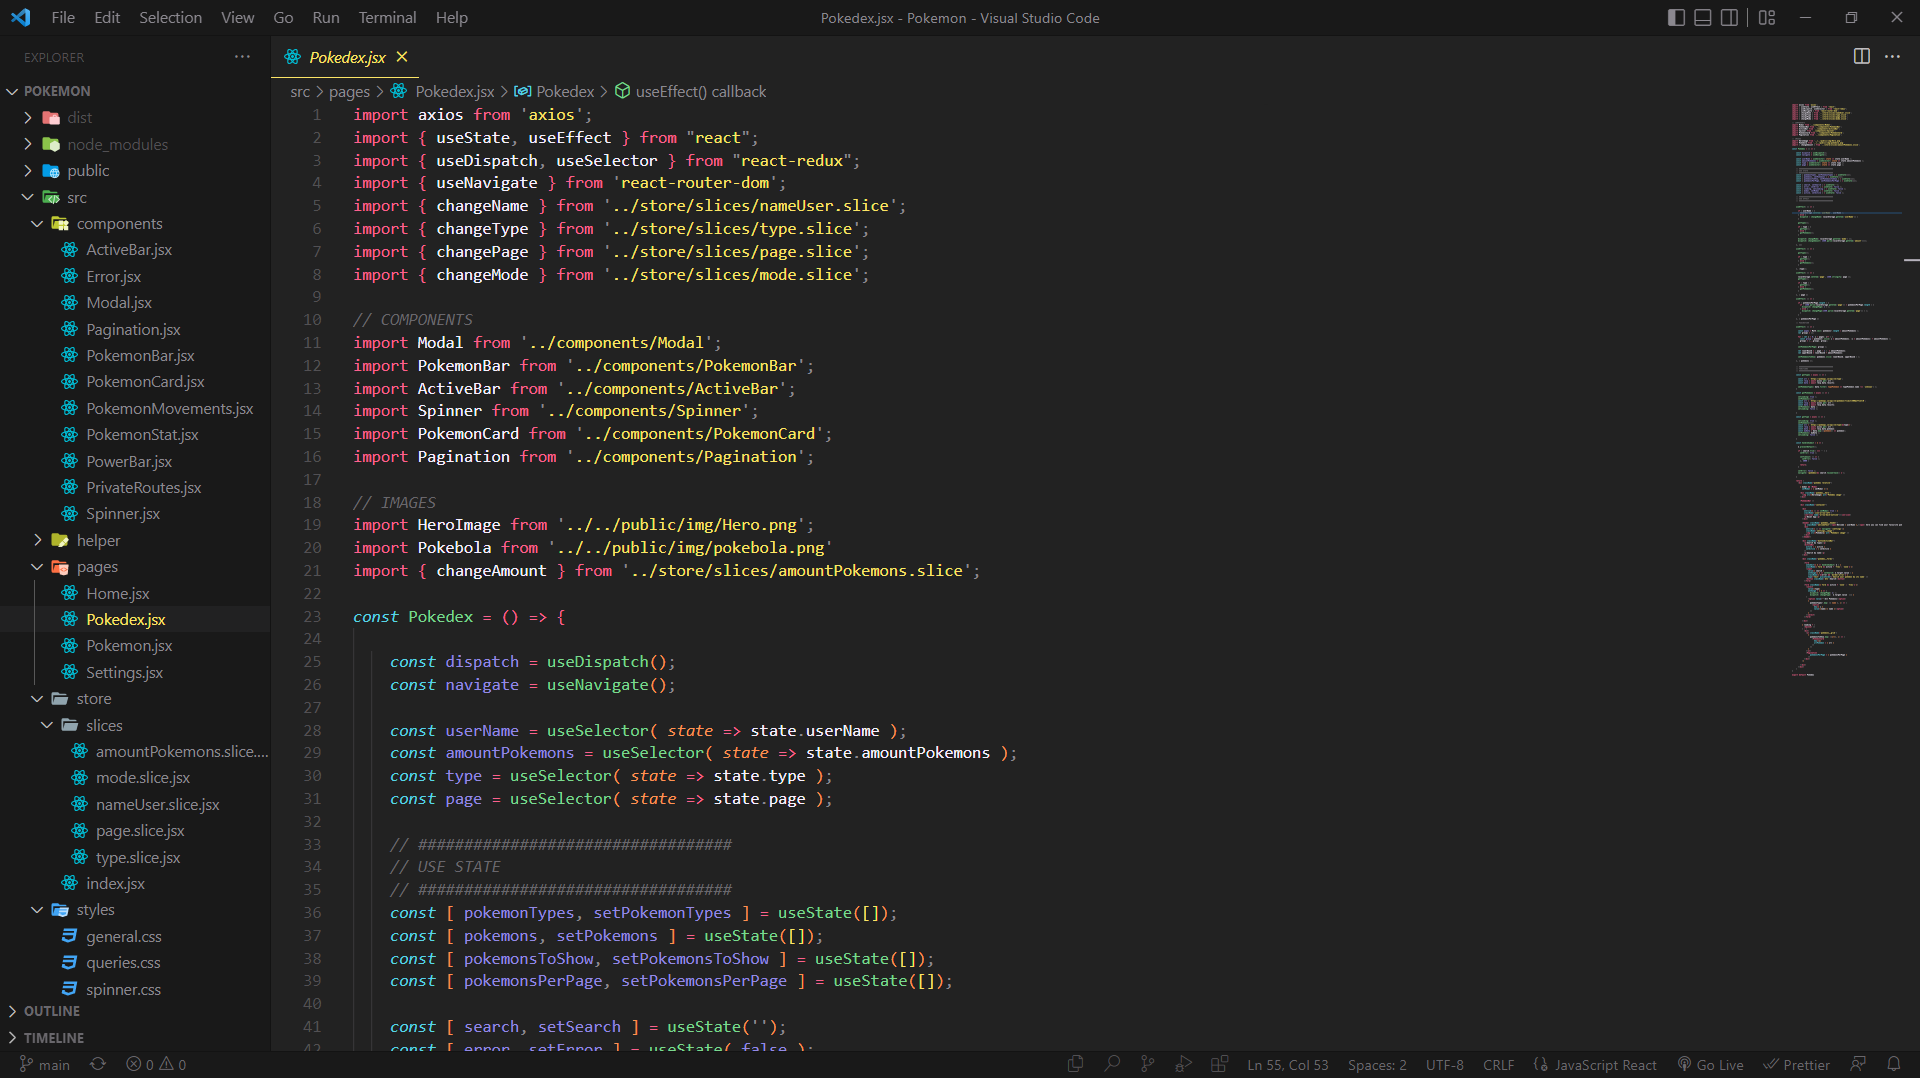 File Edit Selection View Go Run Terminal Help
Pokedex.jsx - Pokemon - Visual Studio Code
EXPLORER
POKEMON
dist
node_modules
public
src
components
ActiveBar.jsx
Error.jsx
Modal.jsx
Pagination.jsx
PokemonBar.jsx
PokemonCard.jsx
PokemonMovements.jsx
PokemonStat.jsx
PowerBar.jsx
PrivateRoutes.jsx
Spinner.jsx
helper
pages
Home.jsx
Pokedex.jsx
Pokemon.jsx
Settings.jsx
store
slices
amountPokemons.slice....
mode.slice.jsx
nameUser.slice.jsx
page.slice.jsx
type.slice.jsx
index.jsx
styles
general.css
queries.css
spinner.css
OUTLINE
TIMELINE
Pokedex.jsx
src > pages > Pokedex.jsx > Pokedex > useEffect() callback
1 import axios from 'axios';
2 import { useState, useEffect } from "react";
3 import { useDispatch, useSelector } from "react-redux";
4 import { useNavigate } from 'react-router-dom';
5 import { changeName } from '../store/slices/nameUser.slice';
6 import { changeType } from '../store/slices/type.slice';
7 import { changePage } from '../store/slices/page.slice';
8 import { changeMode } from '../store/slices/mode.slice';
9
10 // COMPONENTS
11 import Modal from '../components/Modal';
12 import PokemonBar from '../components/PokemonBar';
13 import ActiveBar from '../components/ActiveBar';
14 import Spinner from '../components/Spinner';
15 import PokemonCard from '../components/PokemonCard';
16 import Pagination from '../components/Pagination';
17
18 // IMAGES
19 import HeroImage from '../../public/img/Hero.png';
20 import Pokebola from '../../public/img/pokebola.png'
21 import { changeAmount } from '../store/slices/amountPokemons.slice';
22
23 const Pokedex = () => {
24
25 const dispatch = useDispatch();
26 const navigate = useNavigate();
27
28 const userName = useSelector( state => state.userName );
29 const amountPokemons = useSelector( state => state.amountPokemons );
30 const type = useSelector( state => state.type );
31 const page = useSelector( state => state.page );
32
33 // ##################################
34 // USE STATE
35 // ##################################
36 const [ pokemonTypes, setPokemonTypes ] = useState([]);
37 const [ pokemons, setPokemons ] = useState([]);
38 const [ pokemonsToShow, setPokemonsToShow ] = useState([]);
39 const [ pokemonsPerPage, setPokemonsPerPage ] = useState([]);
40
41 const [ search, setSearch ] = useState('');
42 const [ error, setError ] = useState( false );
main 0 0 Ln 55, Col 53 Spaces: 2 UTF-8 CRLF JavaScript React Go Live Prettier